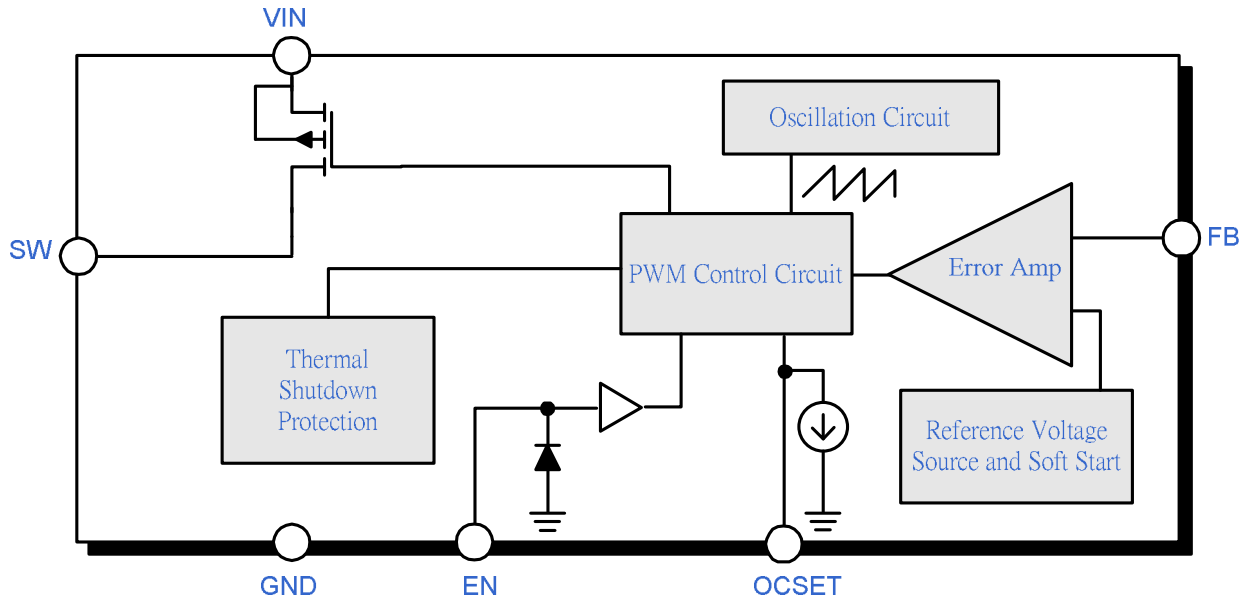 VIN
Oscillation Circuit
SW
FB
PWM Control Circuit
Error Amp
Thermal
Shutdown
Protection
Reference Voltage
Source and Soft Start
GND
EN
OCSET